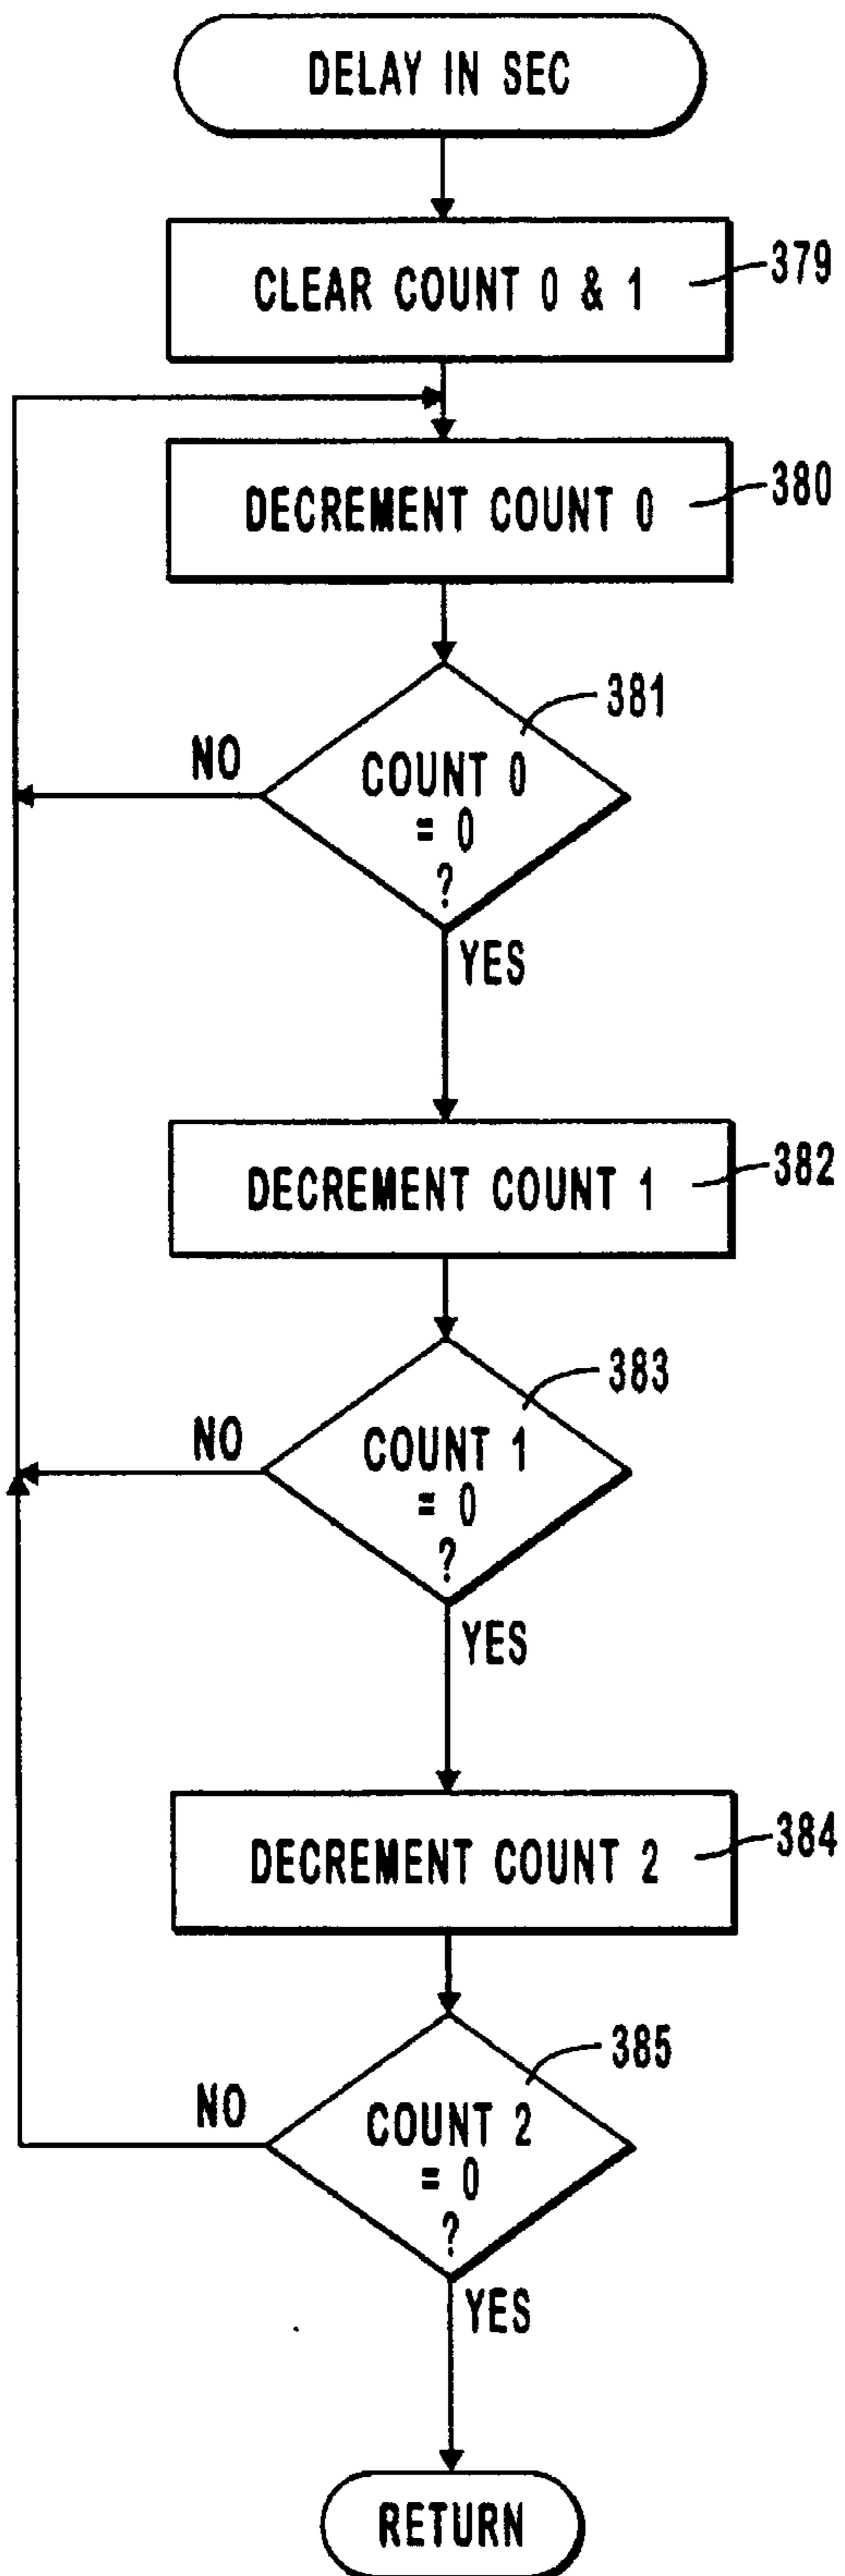 DELAY IN SEC
CLEAR COUNT 0 & 1
379
DECREMENT COUNT 0
380
381
COUNT 0
= 0
?
NO
YES
DECREMENT COUNT 1
382
383
COUNT 1
= 0
?
NO
YES
DECREMENT COUNT 2
384
385
COUNT 2
= 0
?
NO
YES
RETURN